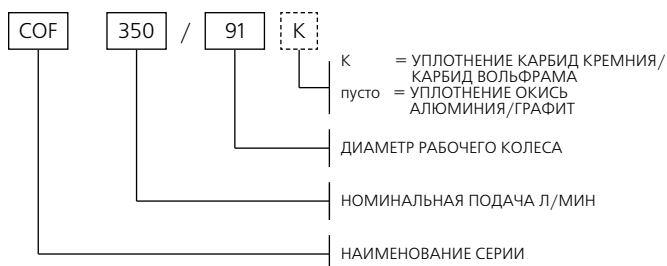 COF 350 / 91 K
K = УПЛОТНЕНИЕ КАРБИД КРЕМНИЯ/
КАРБИД ВОЛЬФРАМА
пусто = УПЛОТНЕНИЕ ОКИСЬ
АЛЮМИНИЯ/ГРАФИТ
ДИАМЕТР РАБОЧЕГО КОЛЕСА
НОМИНАЛЬНАЯ ПОДАЧА Л/МИН
НАИМЕНОВАНИЕ СЕРИИ